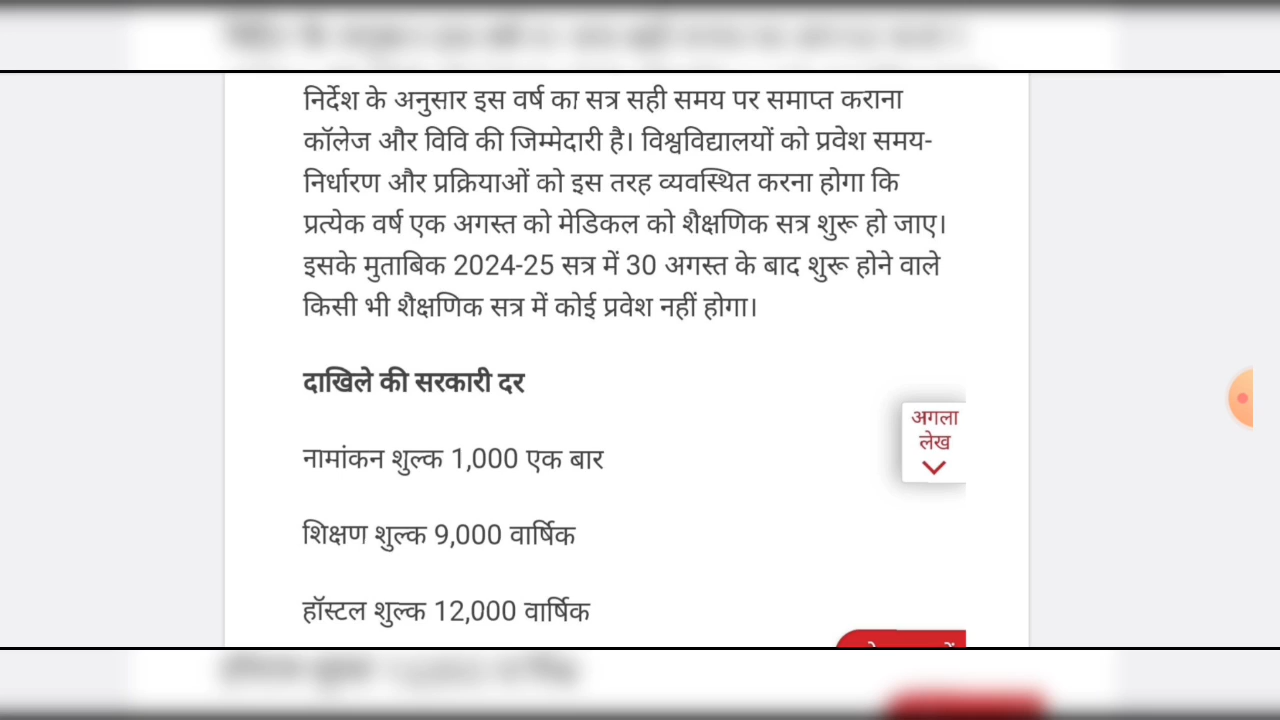 निर्देश के अनुसार इस वर्ष का सत्र सही समय पर समाप्त कराना
कॉलेज और विवि की जिम्मेदारी है। विश्वविद्यालयों को प्रवेश समय-
निर्धारण और प्रक्रियाओं को इस तरह व्यवस्थित करना होगा कि
प्रत्येक वर्ष एक अगस्त को मेडिकल को शैक्षणिक सत्र शुरू हो जाए।
इसके मुताबिक 2024-25 सत्र में 30 अगस्त के बाद शुरू होने वाले
किसी भी शैक्षणिक सत्र में कोई प्रवेश नहीं होगा।
दाखिले की सरकारी दर
अगला
लेख
नामांकन शुल्क 1,000 एक बार
शिक्षण शुल्क 9,000 वार्षिक
हॉस्टल शुल्क 12,000 वार्षिक